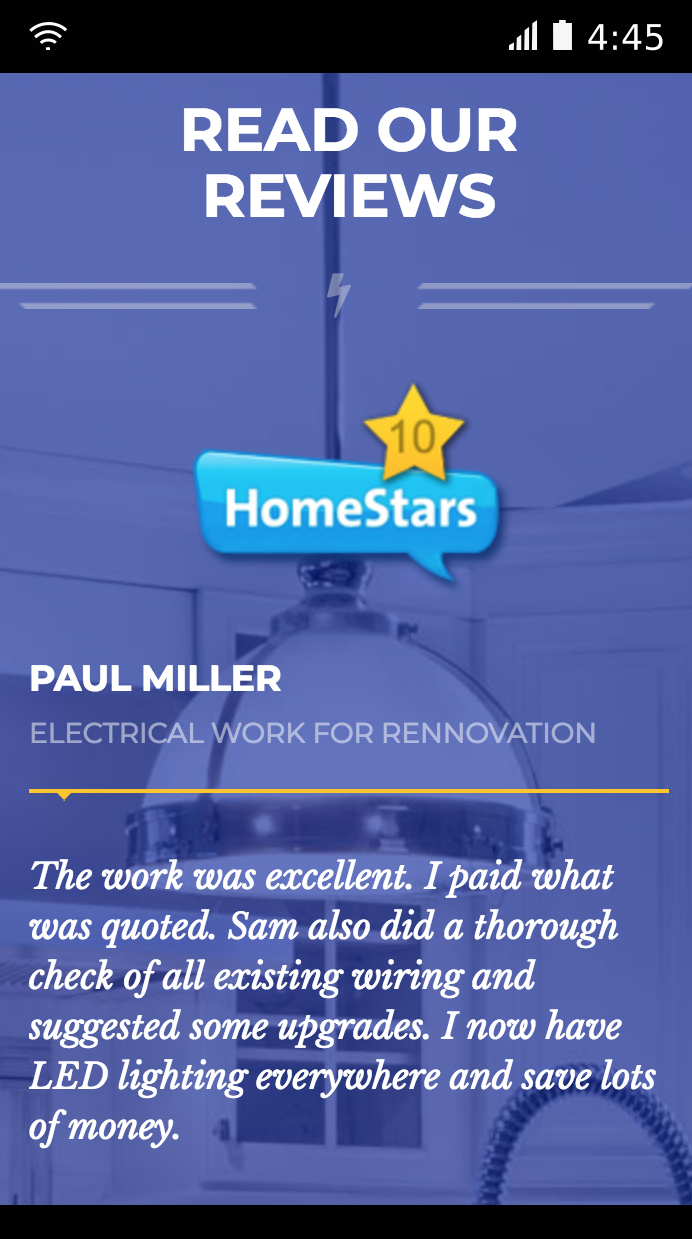 4:45
READ OUR
REVIEWS
10
HomeStars
PAUL MILLER
ELECTRICAL WORK FOR RENNOVATION
The work was excellent. I paid what
was quoted. Sam also did a thorough
check of all existing wiring and
suggested some upgrades. I now have
LED lighting everywhere and save lots
of money.